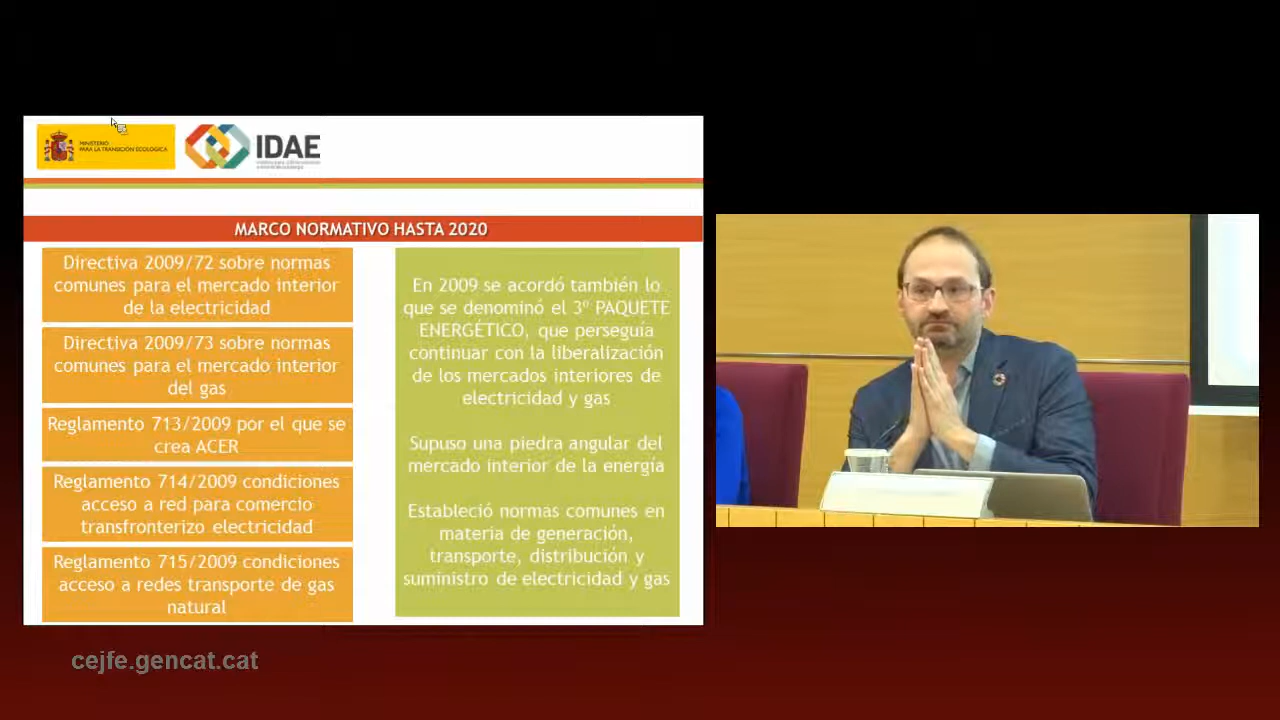 MINISTERIO
PARA LA TRANSICIÓN ECOLÓGICA
IDAE
MARCO NORMATIVO HASTA 2020
Directiva 2009/72 sobre normas
comunes para el mercado interior
de la electricidad
Directiva 2009/73 sobre normas
comunes para el mercado interior
del gas
Reglamento 713/2009 por el que se
crea ACER
Reglamento 714/2009 condiciones
acceso a red para comercio
transfronterizo electricidad
Reglamento 715/2009 condiciones
acceso a redes transporte de gas
natural
En 2009 se acordó también lo
que se denominó el 3º PAQUETE
ENERGÉTICO, que perseguía
continuar con la liberalización
de los mercados interiores de
electricidad y gas
Supuso una piedra angular del
mercado interior de la energía
Estableció normas comunes en
materia de generación,
transporte, distribución y
suministro de electricidad y gas
cejfe.gencat.cat